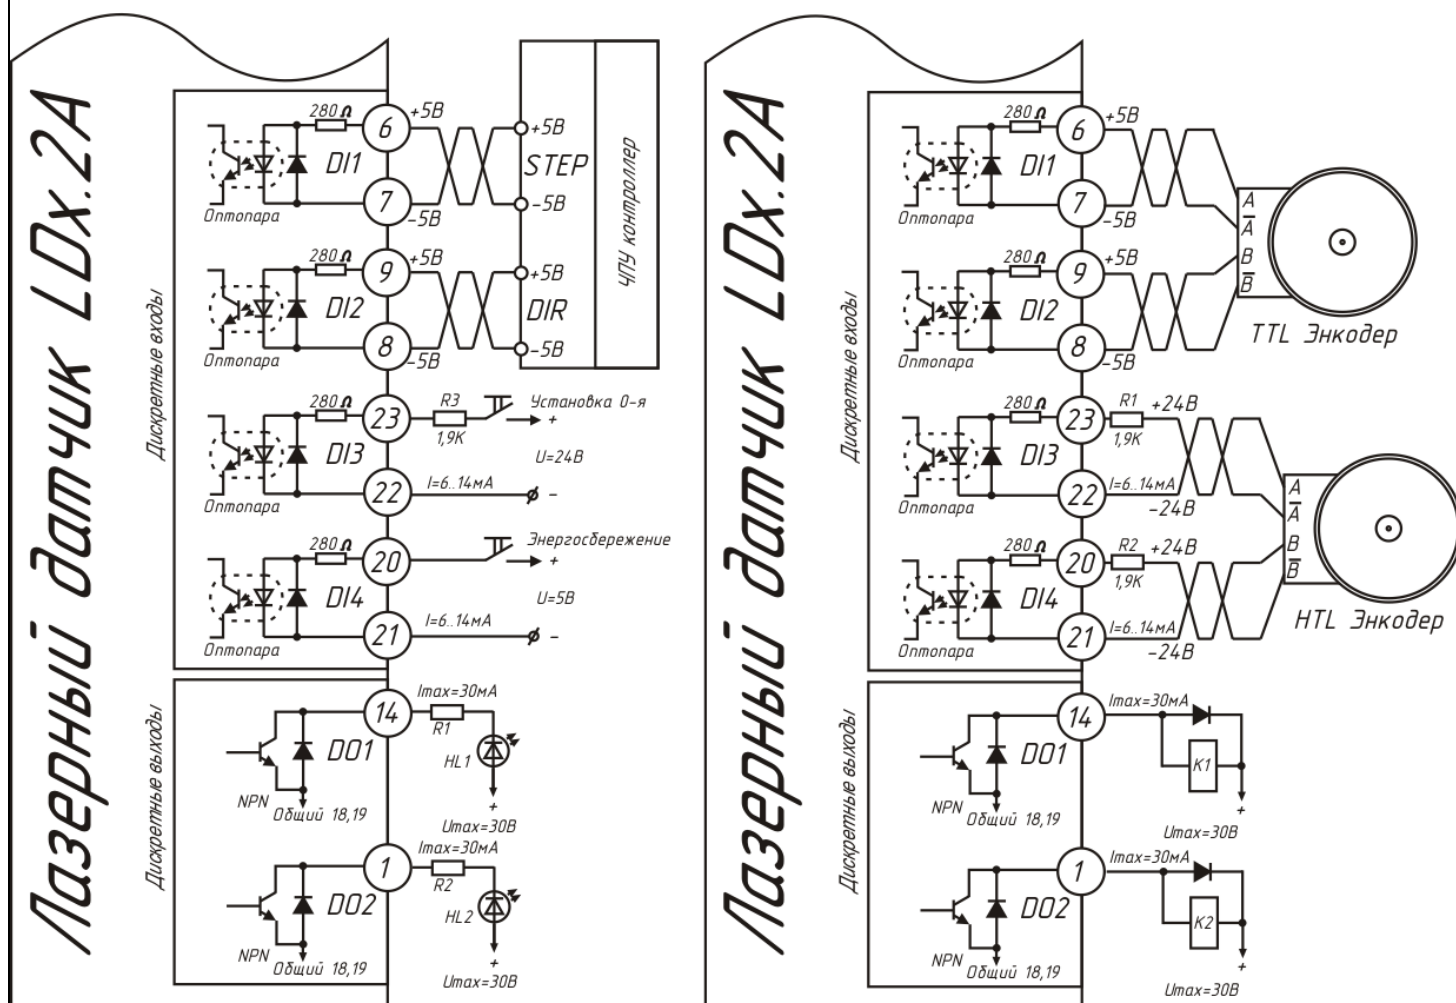 Лазерный датчик LDx.2A
Дискретные входы
280 Ω
6
+5В
DI1
Оптопара
7
-5В
+5В
STEP
-5В
ЧПУ контроллер
280 Ω
9
+5В
DI2
Оптопара
8
-5В
+5В
DIR
-5В
280 Ω
23
R3
1,9К
Установка 0-я
+
U=24В
DI3
Оптопара
22
I=6..14мА
-
280 Ω
20
Энергосбережение
+
U=5В
DI4
Оптопара
21
I=6..14мА
-
Дискретные выходы
14
Imax=30мА
R1
DO1
HL1
NPN
Общий 18,19
+
Umax=30В
1
Imax=30мА
R2
DO2
HL2
NPN
Общий 18,19
+
Umax=30В
Лазерный датчик LDx.2A
Дискретные входы
280 Ω
6
+5В
DI1
Оптопара
7
-5В
A
A
B
B
TTL Энкодер
280 Ω
9
+5В
DI2
Оптопара
8
-5В
280 Ω
23
R1
+24В
1,9К
DI3
Оптопара
22
I=6..14мА
-24В
A
A
B
B
HTL Энкодер
280 Ω
20
R2
+24В
1,9К
DI4
Оптопара
21
I=6..14мА
-24В
Дискретные выходы
14
Imax=30мА
DO1
K1
NPN
Общий 18,19
+
Umax=30В
1
Imax=30мА
DO2
K2
NPN
Общий 18,19
+
Umax=30В